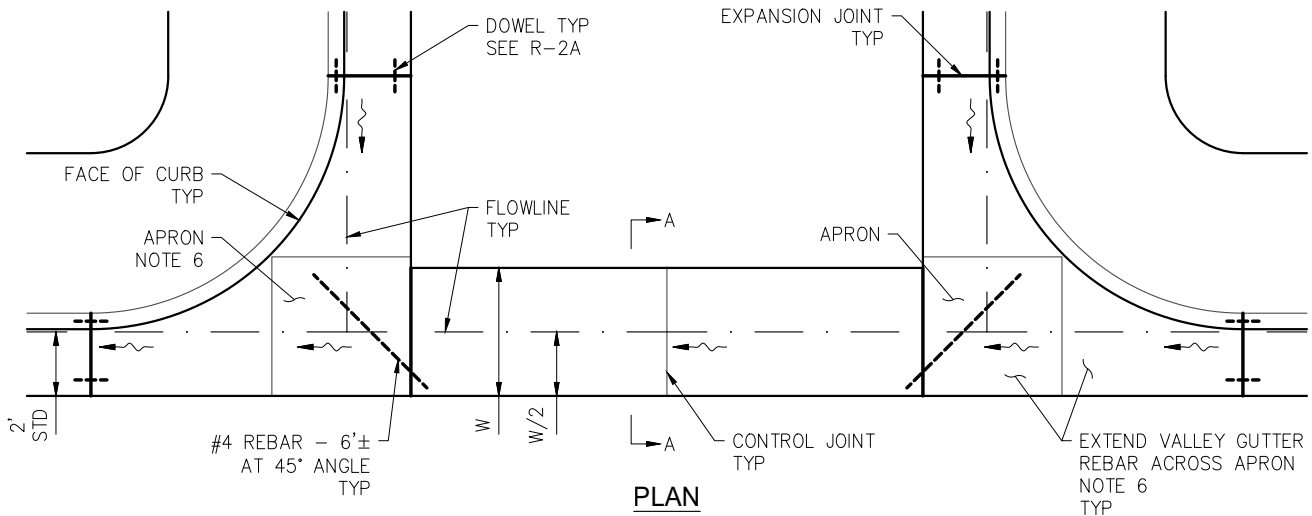 DOWEL TYP
SEE R-2A
EXPANSION JOINT
TYP
FACE OF CURB
TYP
FLOWLINE
TYP
A
APRON
NOTE 6
APRON
2'
STD
W
W/2
A
#4 REBAR - 6'±
AT 45° ANGLE
TYP
CONTROL JOINT
TYP
EXTEND VALLEY GUTTER
REBAR ACROSS APRON
NOTE 6
TYP
PLAN